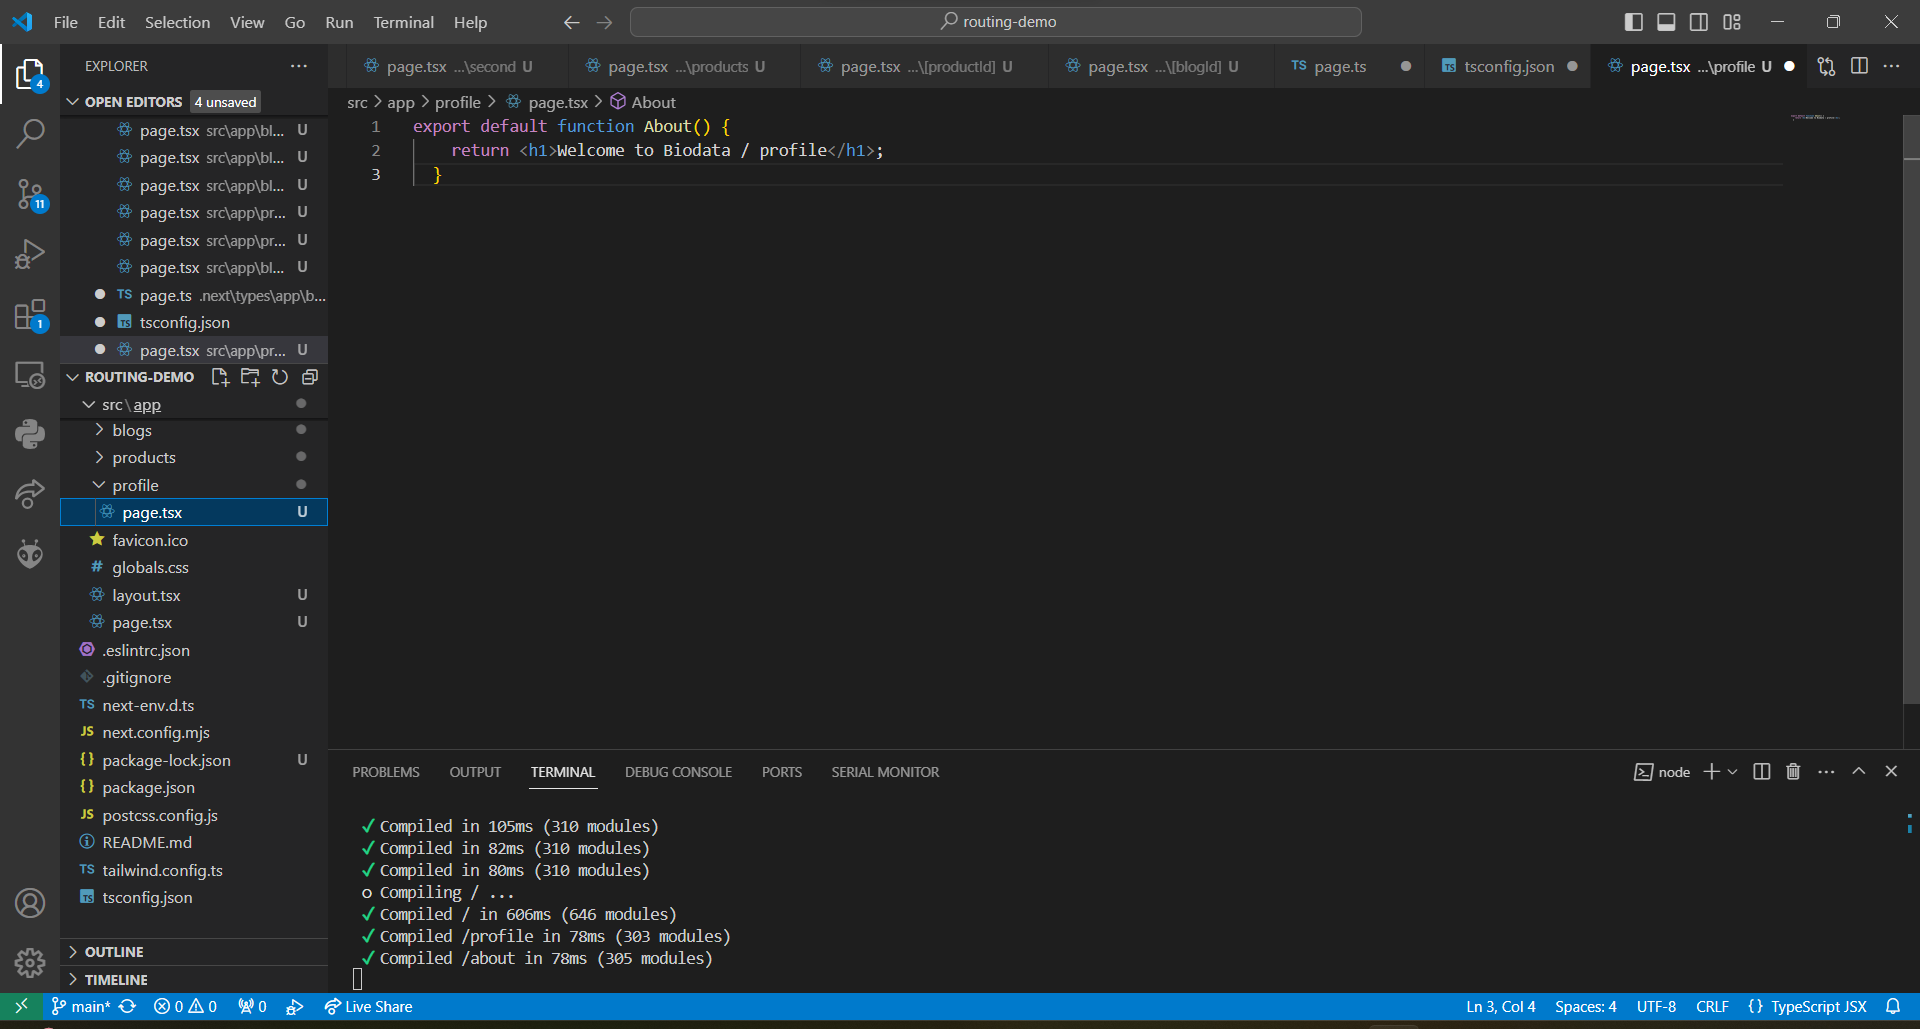 File Edit Selection View Go Run Terminal Help
routing-demo
EXPLORER
page.tsx ...\second U
page.tsx ...\products U
page.tsx ...\[productId] U
page.tsx ...\[blogId] U
TS page.ts
TS tsconfig.json
page.tsx ...\profile U
4
OPEN EDITORS 4 unsaved
src > app > profile > page.tsx > About
page.tsx src\app\bl... U
page.tsx src\app\bl... U
page.tsx src\app\bl... U
page.tsx src\app\pr... U
page.tsx src\app\pr... U
page.tsx src\app\bl... U
TS page.ts .next\types\app\b...
TS tsconfig.json
page.tsx src\app\pr... U
11
1
1 export default function About() {
2 return <h1>Welcome to Biodata / profile</h1>;
3 }
ROUTING-DEMO
src\app
blogs
products
profile
page.tsx U
favicon.ico
# globals.css
layout.tsx U
page.tsx U
.eslintrc.json
.gitignore
TS next-env.d.ts
JS next.config.mjs
{} package-lock.json U
{} package.json
JS postcss.config.js
README.md
TS tailwind.config.ts
TS tsconfig.json
OUTLINE
TIMELINE
PROBLEMS OUTPUT TERMINAL DEBUG CONSOLE PORTS SERIAL MONITOR
node
✓ Compiled in 105ms (310 modules)
✓ Compiled in 82ms (310 modules)
✓ Compiled in 80ms (310 modules)
o Compiling / ...
✓ Compiled / in 606ms (646 modules)
✓ Compiled /profile in 78ms (303 modules)
✓ Compiled /about in 78ms (305 modules)
main* 0 0 0 Live Share
Ln 3, Col 4 Spaces: 4 UTF-8 CRLF {} TypeScript JSX